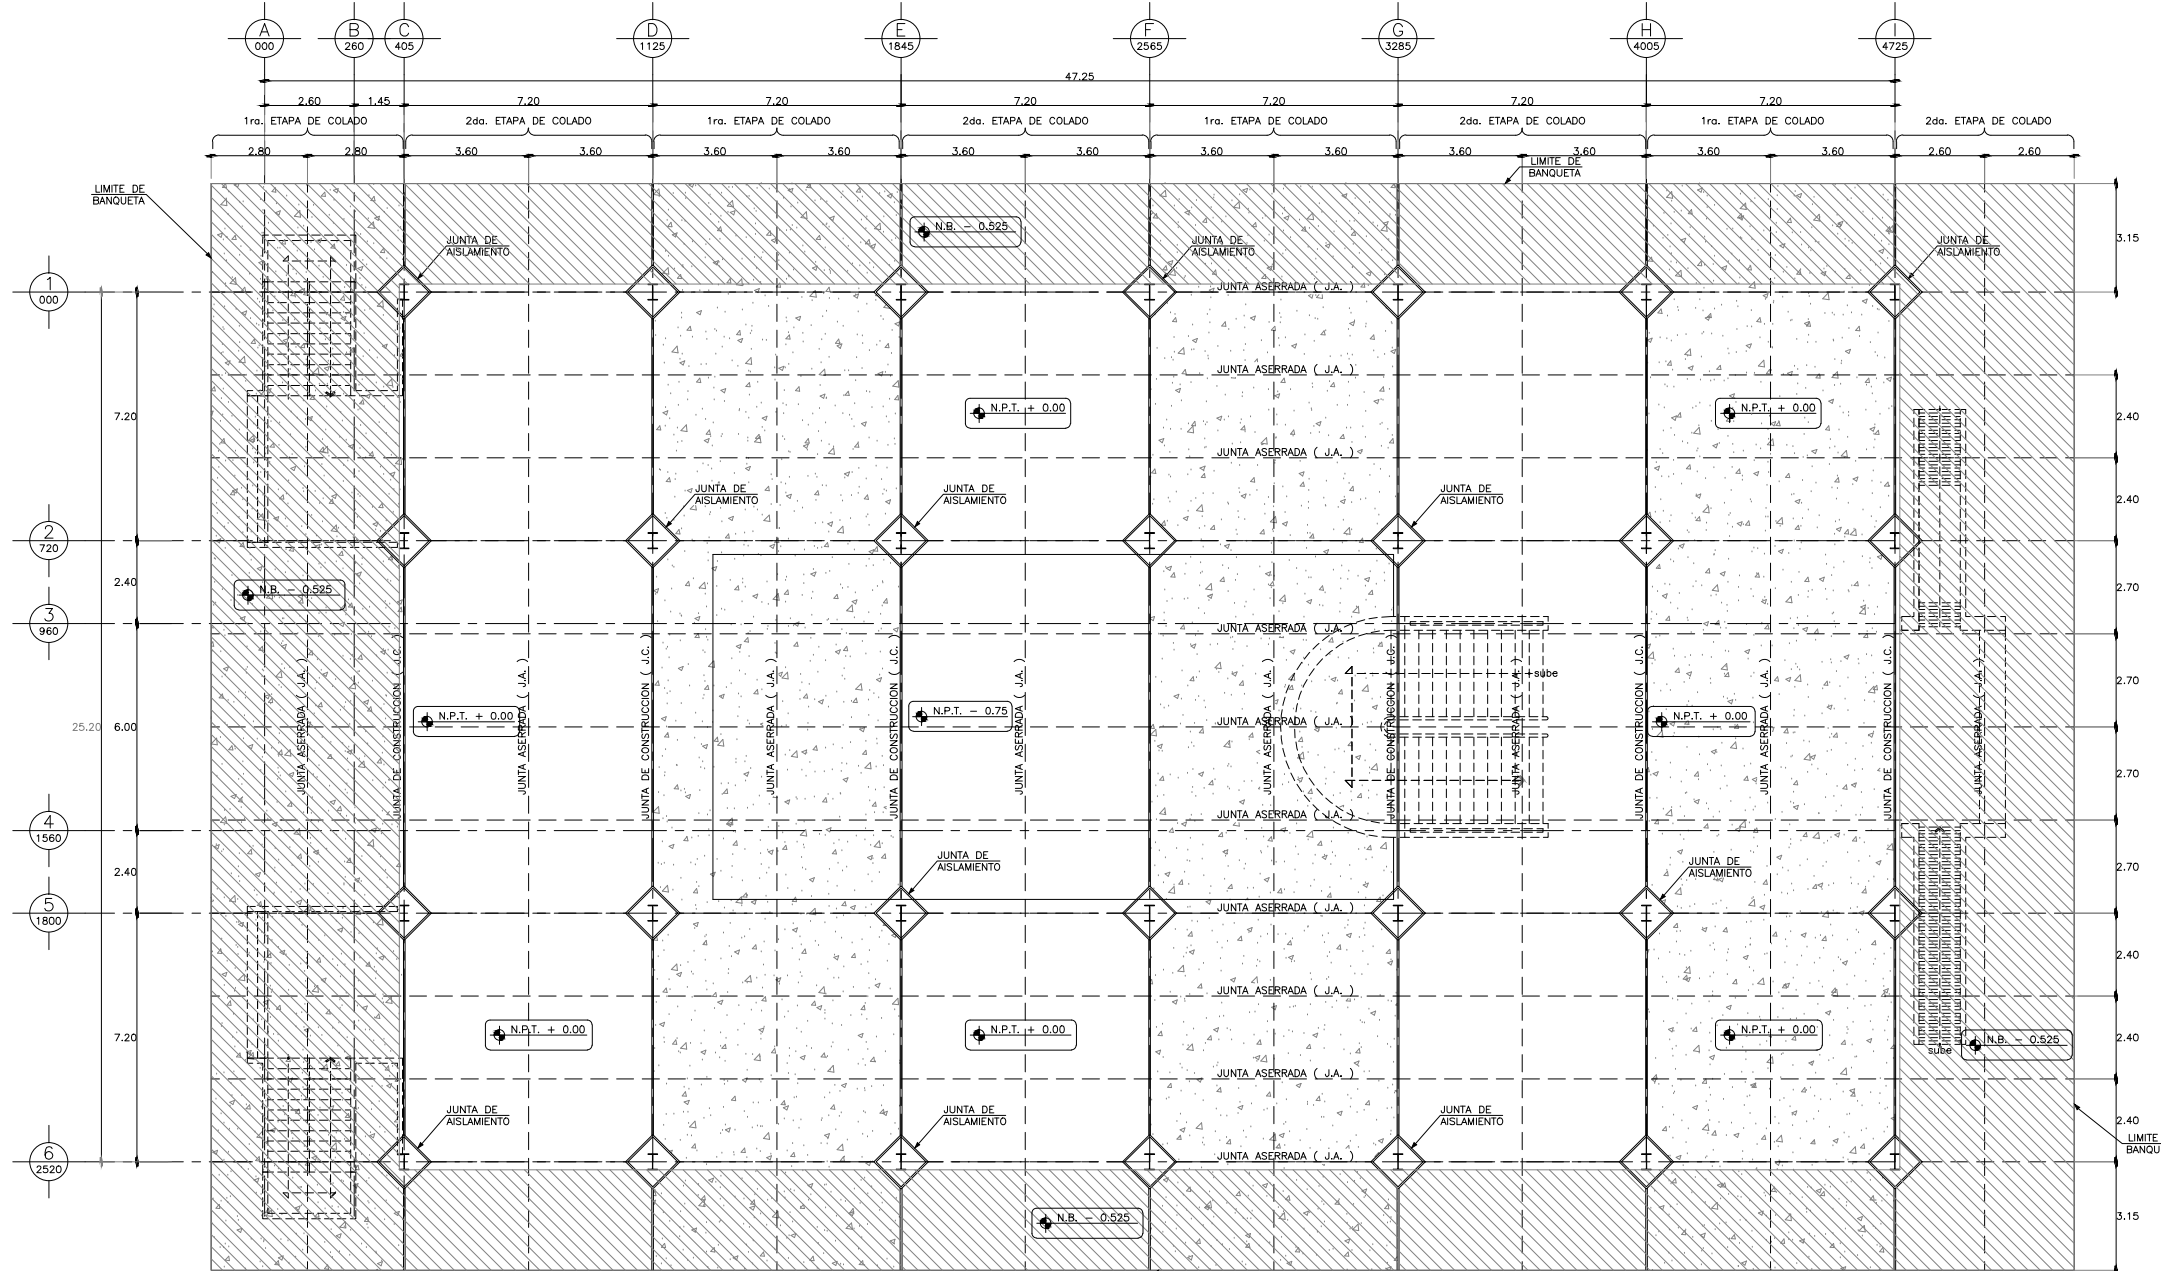 A B C D E F G H I
000 260 405 1125 1845 2565 3285 4005 4725
47.25
2.60 1.45 7.20 7.20 7.20 7.20 7.20 7.20
1ra. ETAPA DE COLADO 2da. ETAPA DE COLADO 1ra. ETAPA DE COLADO 2da. ETAPA DE COLADO 1ra. ETAPA DE COLADO 2da. ETAPA DE COLADO 1ra. ETAPA DE COLADO 2da. ETAPA DE COLADO
2.80 2.80 3.60 3.60 3.60 3.60 3.60 3.60 3.60 3.60 3.60 3.60 3.60 3.60 2.60 2.60
LIMITE DE
BANQUETA
LIMITE DE
BANQUETA
N.B. - 0.525
JUNTA DE
AISLAMIENTO
JUNTA DE
AISLAMIENTO
JUNTA DE
AISLAMIENTO
3.15
1
000
JUNTA ASERRADA ( J.A. )
JUNTA ASERRADA ( J.A. )
N.P.T. + 0.00
N.P.T. + 0.00
7.20
2.40
JUNTA ASERRADA ( J.A. )
JUNTA DE
AISLAMIENTO
JUNTA DE
AISLAMIENTO
JUNTA DE
AISLAMIENTO
2.40
2
720
2.40
N.B. - 0.525
2.70
3
960
JUNTA ASERRADA ( J.A. )
sube
2.70
JUNTA ASERRADA ( J.A. )
JUNTA DE CONSTRUCCION ( J.C. )
JUNTA ASERRADA ( J.A. )
JUNTA DE CONSTRUCCION ( J.C. )
JUNTA ASERRADA ( J.A. )
JUNTA DE CONSTRUCCION ( J.C. )
JUNTA ASERRADA ( J.A. )
JUNTA ASERRADA ( J.A. )
JUNTA DE CONSTRUCCION ( J.C. )
JUNTA ASERRADA ( J.A. )
JUNTA DE CONSTRUCCION ( J.C. )
JUNTA ASERRADA ( J.A. )
JUNTA DE CONSTRUCCION ( J.C. )
JUNTA ASERRADA ( J.A. )
N.P.T. + 0.00
N.P.T. - 0.75
N.P.T. + 0.00
25.20
6.00
JUNTA ASERRADA ( J.A. )
2.70
JUNTA ASERRADA ( J.A. )
4
1560
2.40
JUNTA DE
AISLAMIENTO
JUNTA DE
AISLAMIENTO
2.70
5
1800
JUNTA ASERRADA ( J.A. )
2.40
JUNTA ASERRADA ( J.A. )
N.P.T. + 0.00
N.P.T. + 0.00
N.P.T. + 0.00
7.20
2.40
sube
N.B. - 0.525
JUNTA ASERRADA ( J.A. )
JUNTA DE
AISLAMIENTO
JUNTA DE
AISLAMIENTO
JUNTA DE
AISLAMIENTO
2.40
LIMITE
BANQU
JUNTA ASERRADA ( J.A. )
6
2520
N.B. - 0.525
3.15